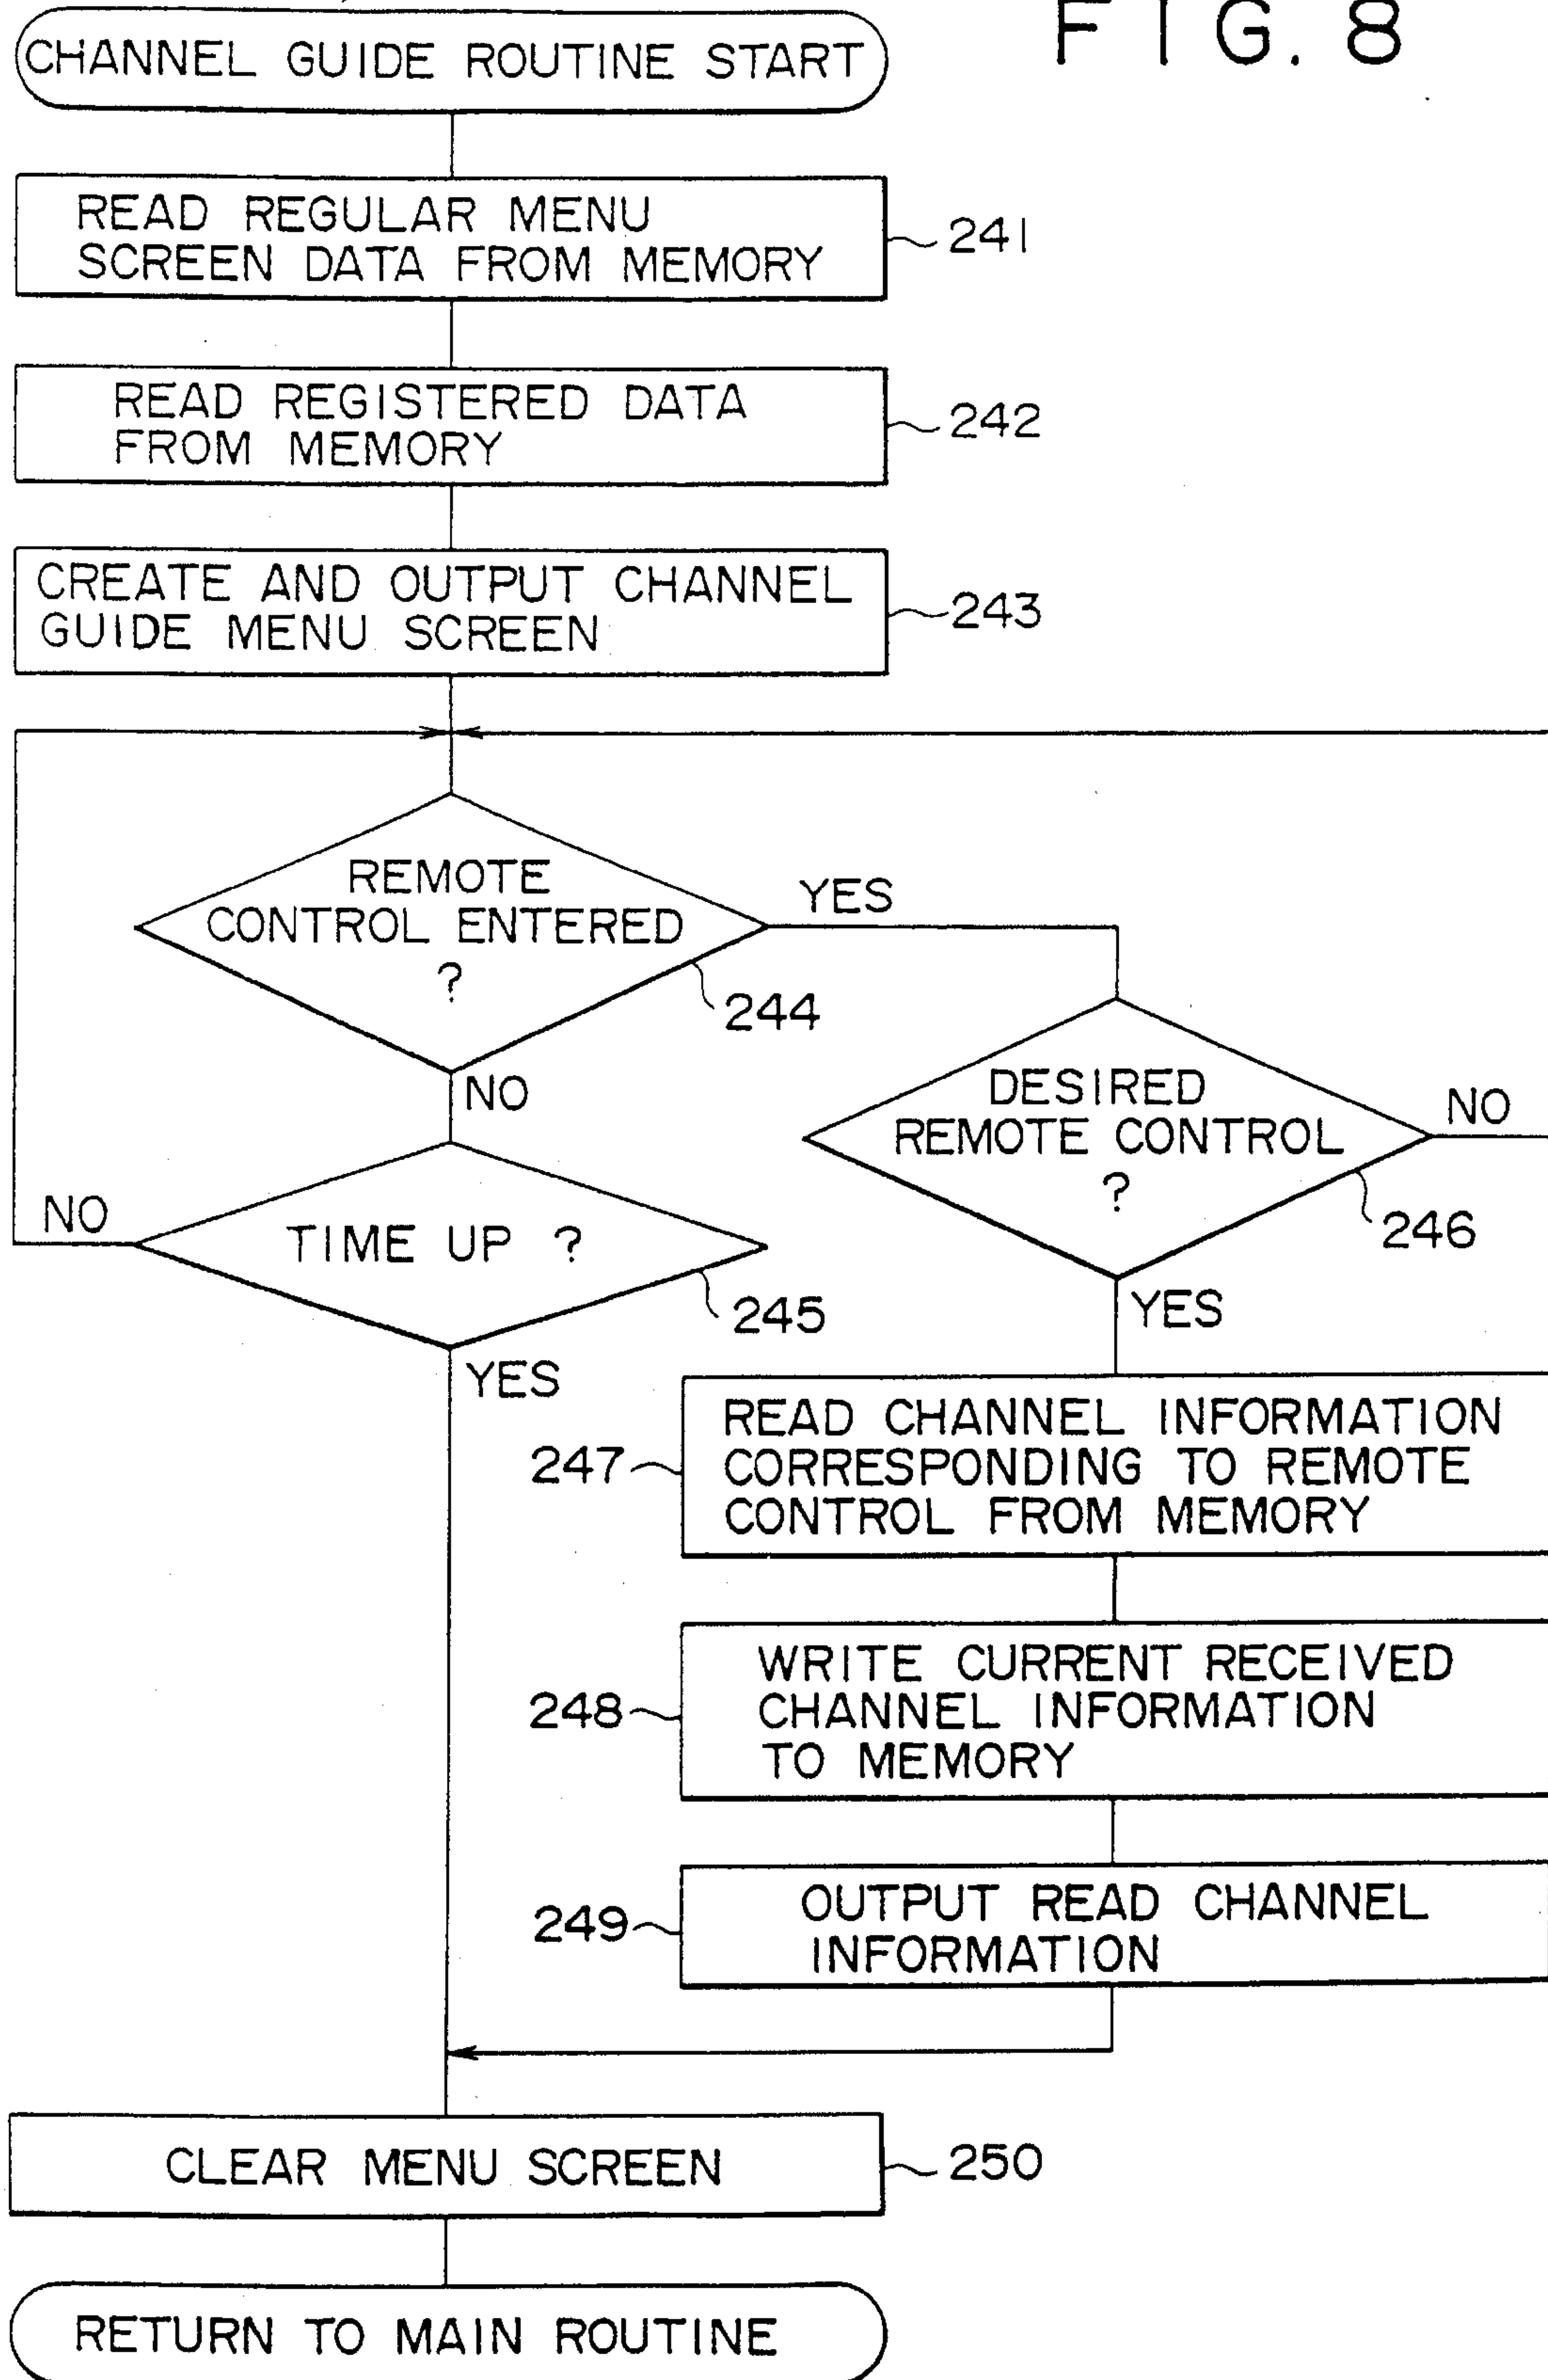 FIG. 8
CHANNEL GUIDE ROUTINE START
READ REGULAR MENU
SCREEN DATA FROM MEMORY
241
READ REGISTERED DATA
FROM MEMORY
242
CREATE AND OUTPUT CHANNEL
GUIDE MENU SCREEN
243
REMOTE
CONTROL ENTERED
?
YES
244
NO
DESIRED
REMOTE CONTROL
?
NO
246
YES
NO
TIME UP ?
245
YES
247
READ CHANNEL INFORMATION
CORRESPONDING TO REMOTE
CONTROL FROM MEMORY
248
WRITE CURRENT RECEIVED
CHANNEL INFORMATION
TO MEMORY
249
OUTPUT READ CHANNEL
INFORMATION
CLEAR MENU SCREEN
250
RETURN TO MAIN ROUTINE